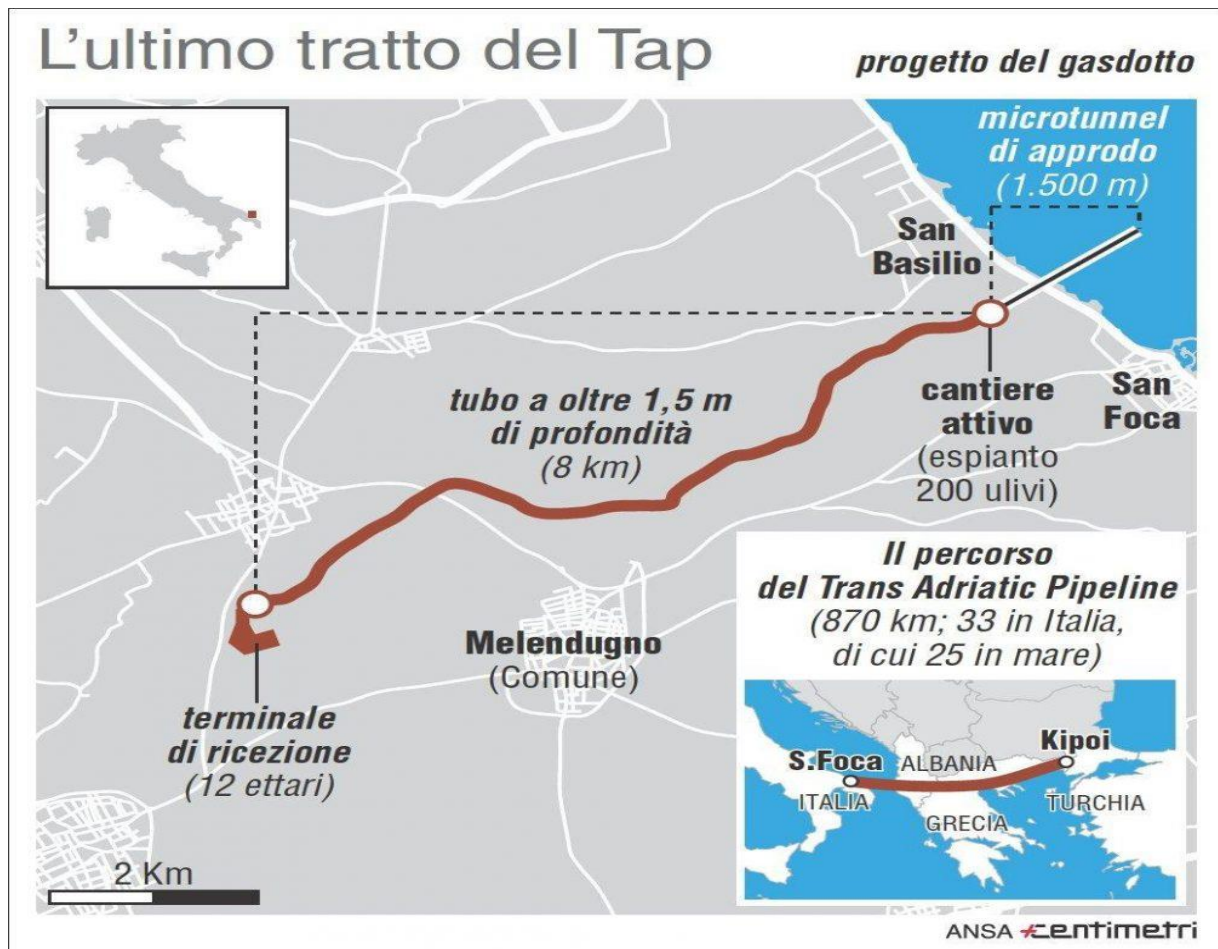 L'ultimo tratto del Tap
progetto del gasdotto
microtunnel
di approdo
(1.500 m)
San
Basilio
tubo a oltre 1,5 m
di profondità
(8 km)
cantiere
attivo
(espianto
200 ulivi)
San
Foca
Melendugno
(Comune)
terminale
di ricezione
(12 ettari)
2 Km
Il percorso
del Trans Adriatic Pipeline
(870 km; 33 in Italia,
di cui 25 in mare)
S.Foca
ALBANIA
Kipoi
ITALIA
TURCHIA
GRECIA
ANSA centimetri